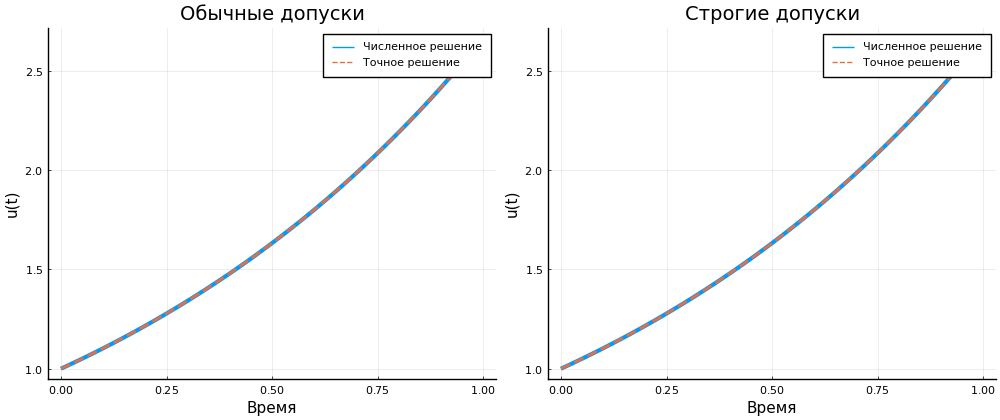 Обычные допуски
Численное решение
Точное решение
u(t)
2.5
2.0
1.5
1.0
0.00
0.25
0.50
0.75
1.00
Время
Строгие допуски
Численное решение
Точное решение
u(t)
2.5
2.0
1.5
1.0
0.00
0.25
0.50
0.75
1.00
Время